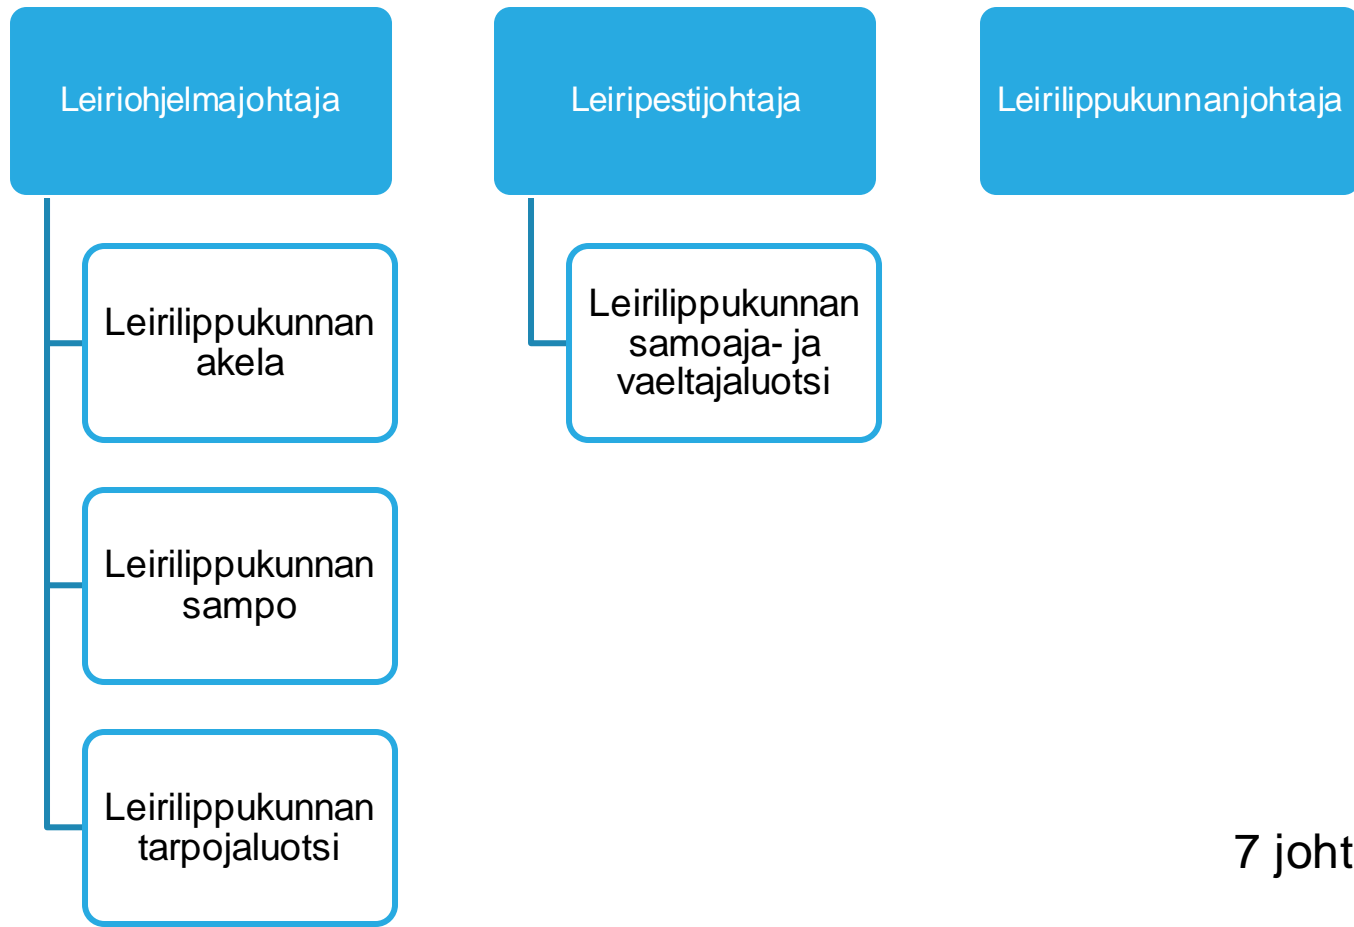 Leiriohjelmajohtaja
Leiripestijohtaja
Leirilippukunnanjohtaja
Leirilippukunnan
akela
Leirilippukunnan
samoaja- ja
vaeltajaluotsi
Leirilippukunnan
sampo
Leirilippukunnan
tarpojaluotsi
7 joht